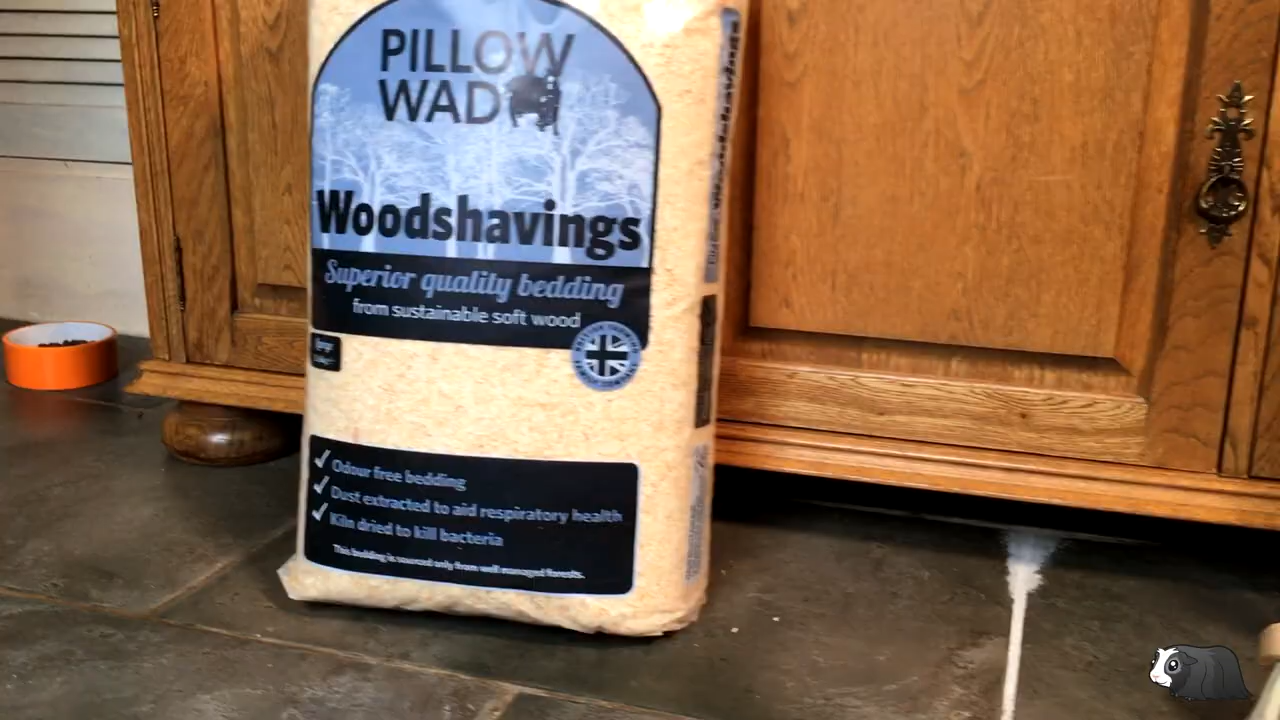 PILLOW
WAD
Woodshavings
Superior quality bedding
from sustainable soft wood
Odour free bedding
Dust extracted to aid respiratory health
Kiln dried to kill bacteria
This bedding is sourced only from well managed forests.